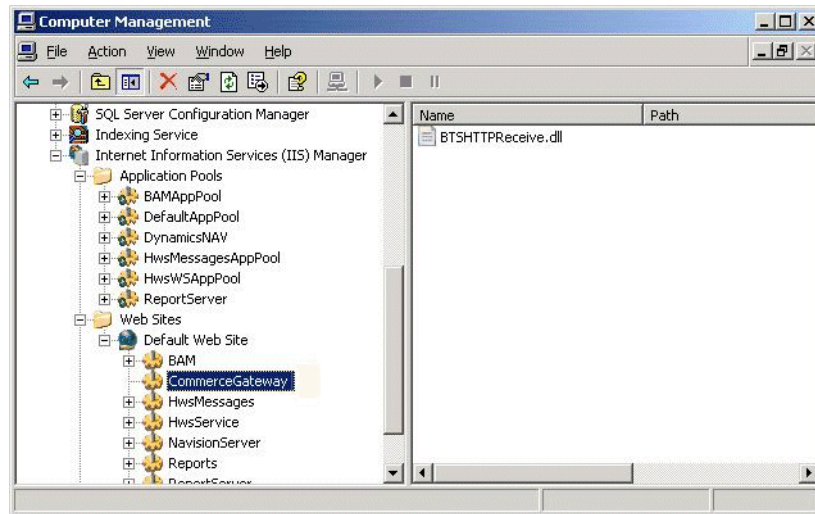 Computer Management
File Action View Window Help
SQL Server Configuration Manager
Indexing Service
Internet Information Services (IIS) Manager
Application Pools
BAMAppPool
DefaultAppPool
DynamicsNAV
HwsMessagesAppPool
HwsWSAppPool
ReportServer
Web Sites
Default Web Site
BAM
CommerceGateway
HwsMessages
HwsService
NavisionServer
Reports
ReportServer
Name Path
BTSHTTPReceive.dll